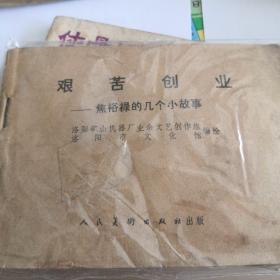 艰苦创业
——焦裕禄的几个小故事
洛阳矿山机器厂业余文艺创作组
洛阳市文化馆 编绘
人民美术出版社出版